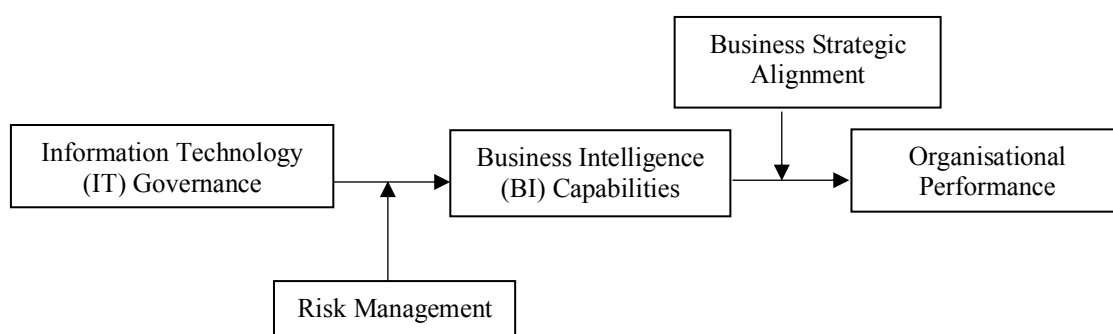 Business Strategic
Alignment
Information Technology
(IT) Governance
Business Intelligence
(BI) Capabilities
Organisational
Performance
Risk Management